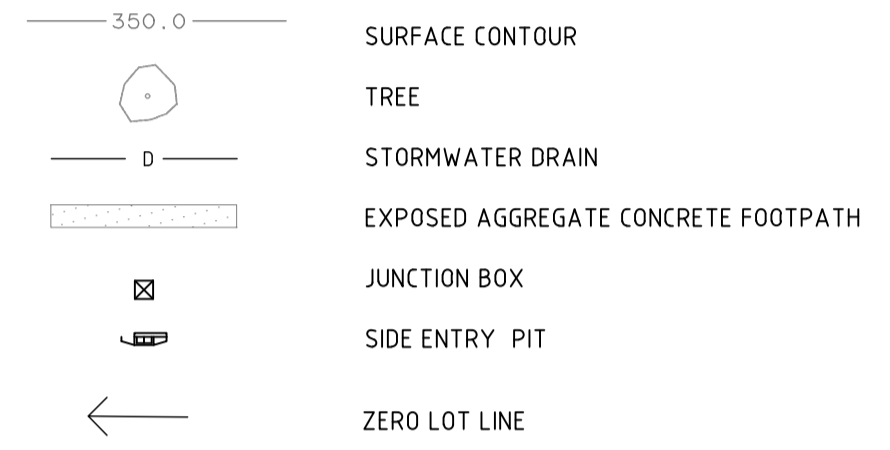 350.0
SURFACE CONTOUR
TREE
D
STORMWATER DRAIN
EXPOSED AGGREGATE CONCRETE FOOTPATH
JUNCTION BOX
SIDE ENTRY PIT
ZERO LOT LINE